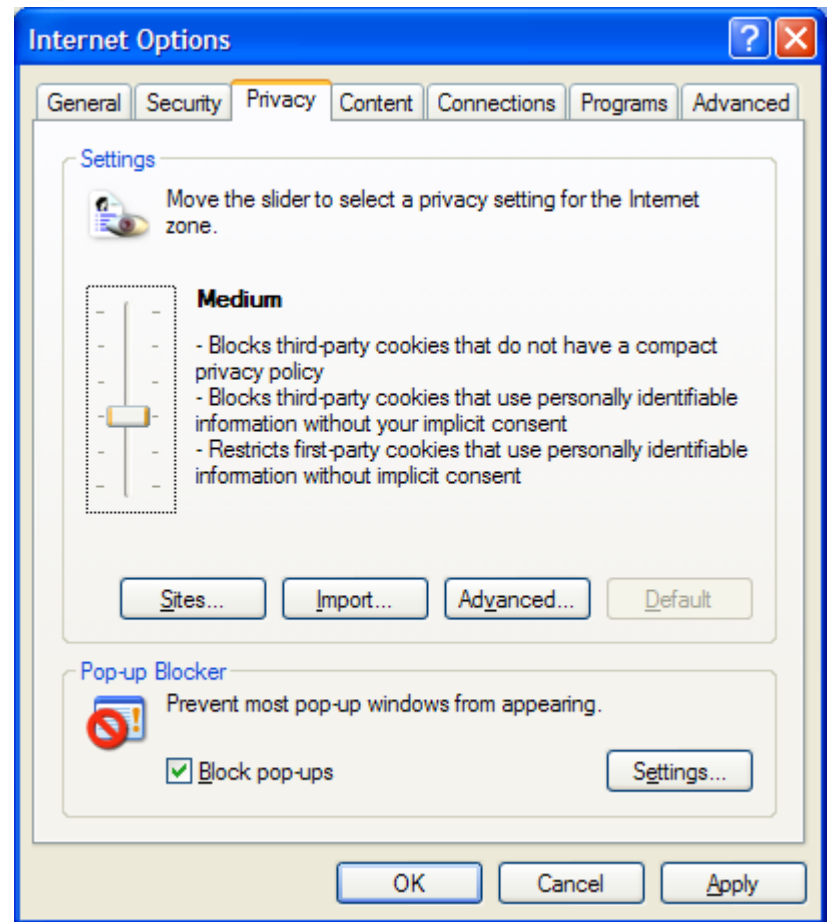 Internet Options
General Security Privacy Content Connections Programs Advanced
Settings
Move the slider to select a privacy setting for the Internet
zone.
Medium
- Blocks third-party cookies that do not have a compact
privacy policy
- Blocks third-party cookies that use personally identifiable
information without your implicit consent
- Restricts first-party cookies that use personally identifiable
information without implicit consent
Sites... Import... Advanced... Default
Pop-up Blocker
Prevent most pop-up windows from appearing.
Block pop-ups Settings...
OK Cancel Apply